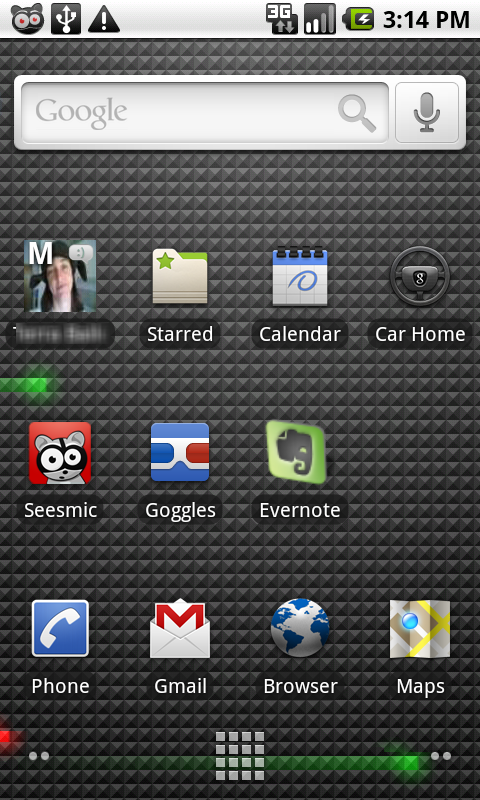 3G
3:14 PM
Google
M
Starred
Calendar
Car Home
Seesmic
Goggles
Evernote
Phone
Gmail
Browser
Maps